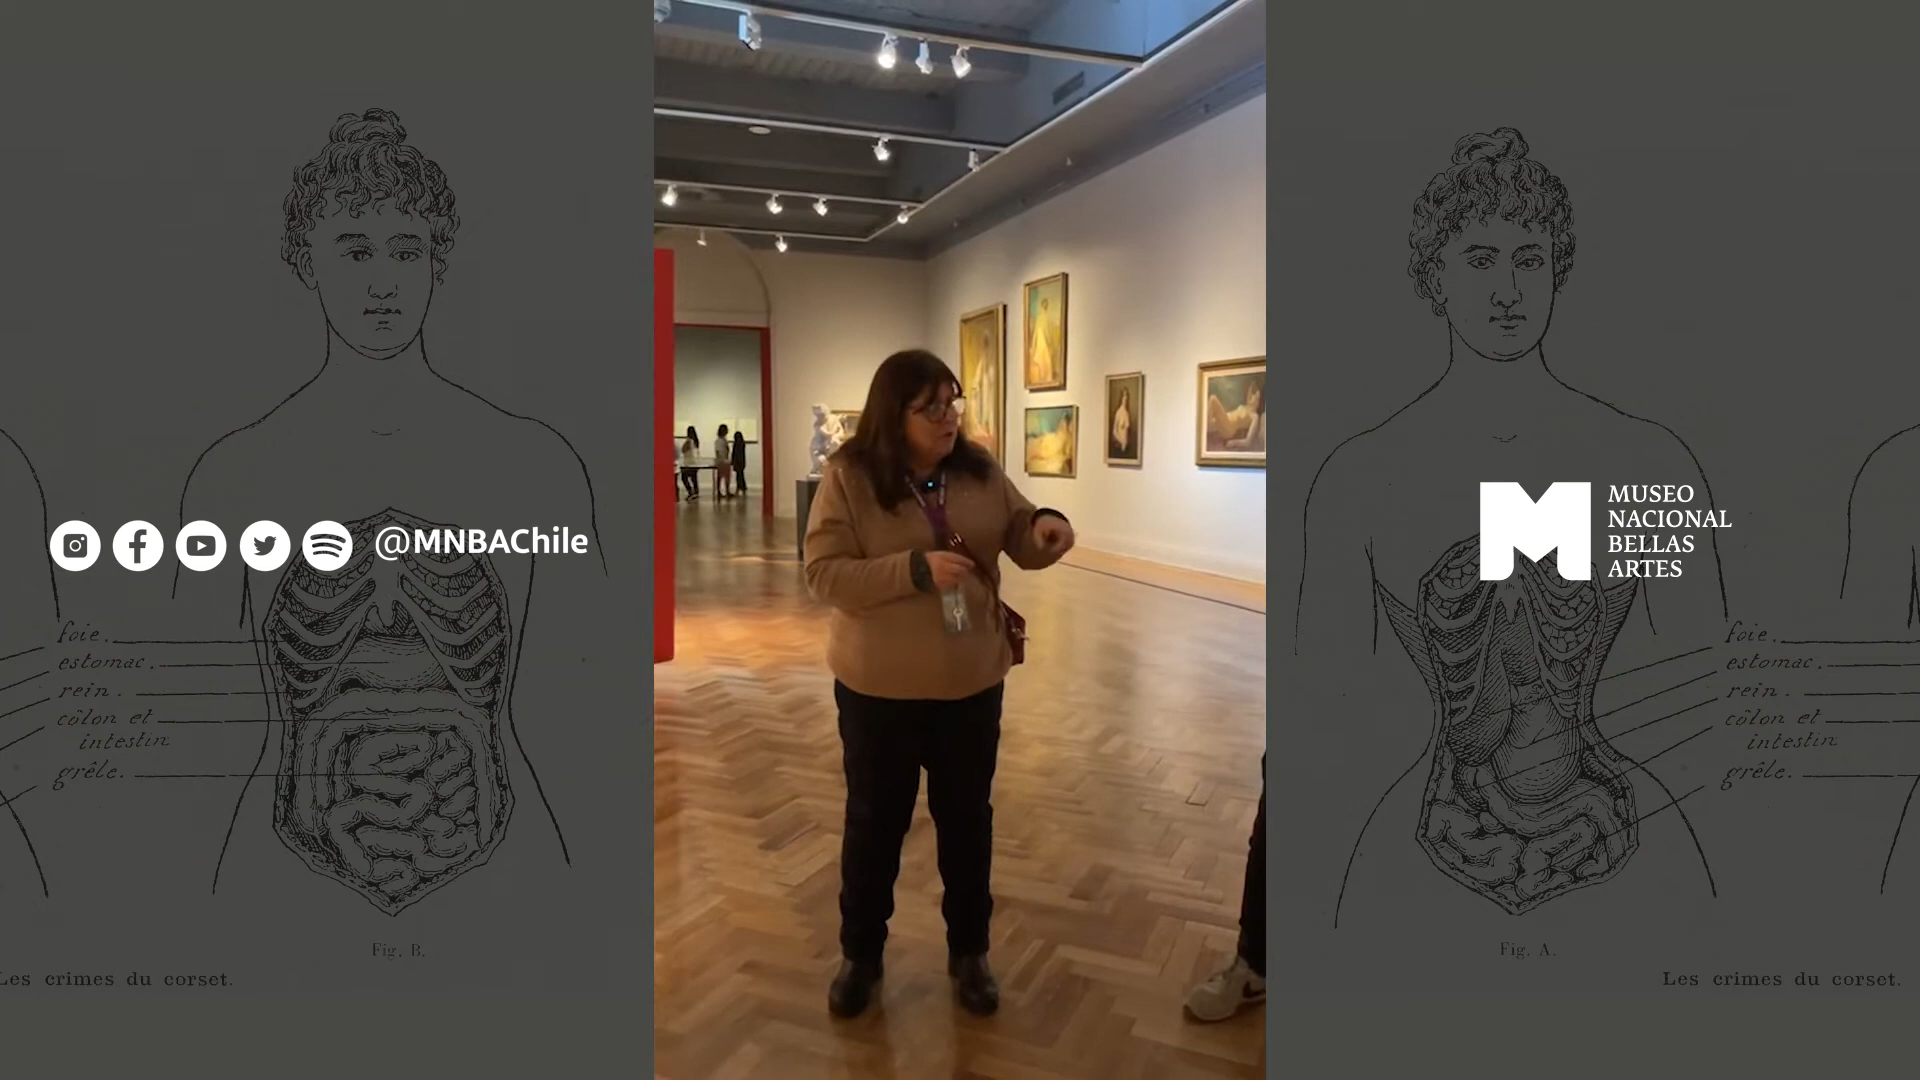 @MNBAChile
foie.
estomac.
rein.
côlon et
intestin
grêle.
Fig. B.
Les crimes du corset.
MUSEO
NACIONAL
BELLAS
ARTES
foie.
estomac.
rein.
côlon et
intestin
grêle.
Fig. A.
Les crimes du corset.